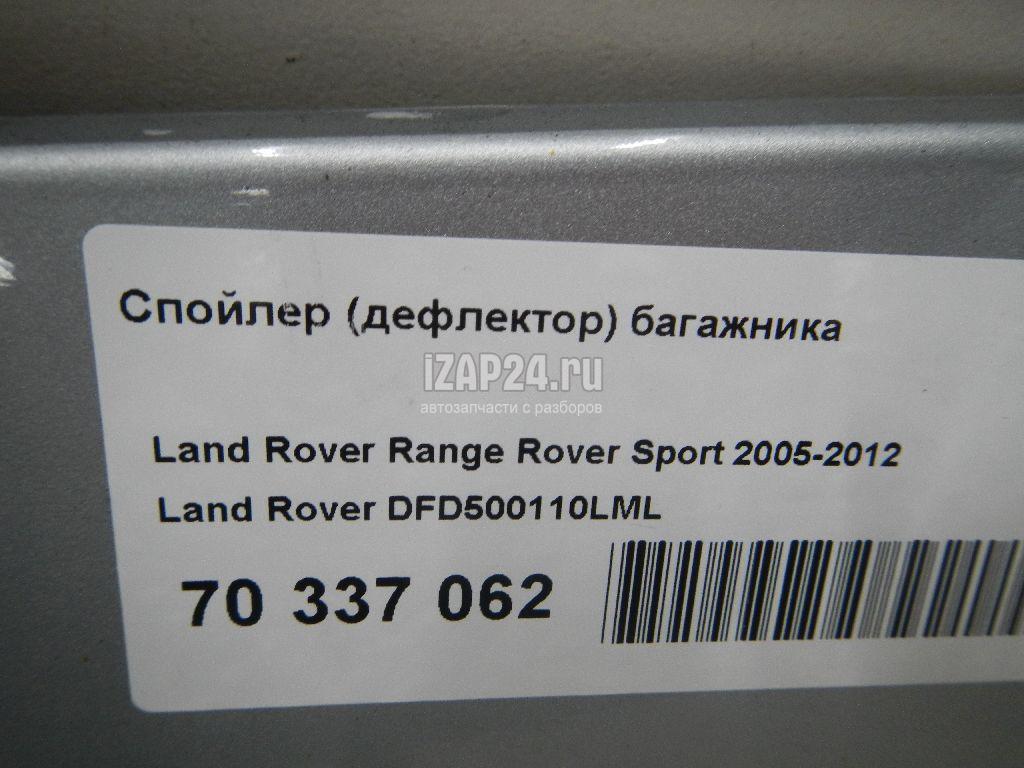 Спойлер (дефлектор) багажника
iZAP24.ru
автозапчасти с разборов
Land Rover Range Rover Sport 2005-2012
Land Rover DFD500110LML
70 337 062